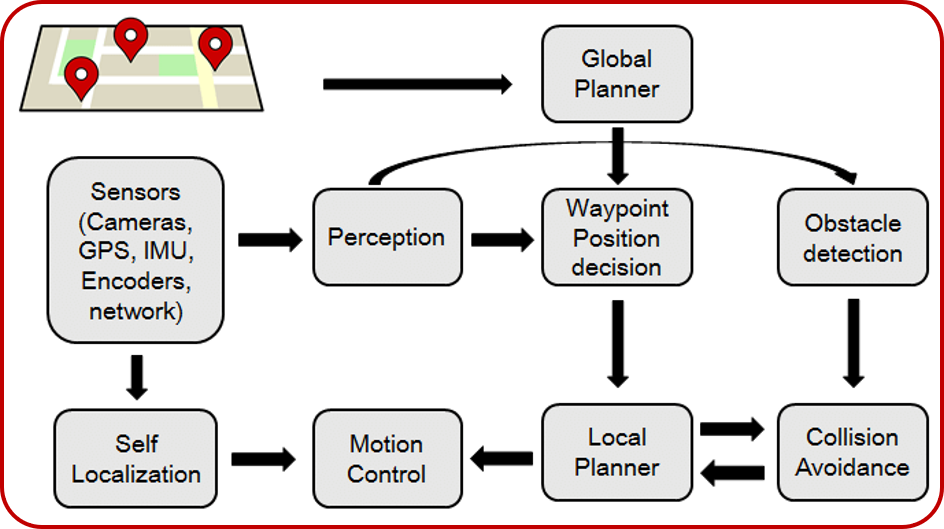 Global
Planner
Sensors
(Cameras,
GPS, IMU,
Encoders,
network)
Perception
Waypoint
Position
decision
Obstacle
detection
Self
Localization
Motion
Control
Local
Planner
Collision
Avoidance